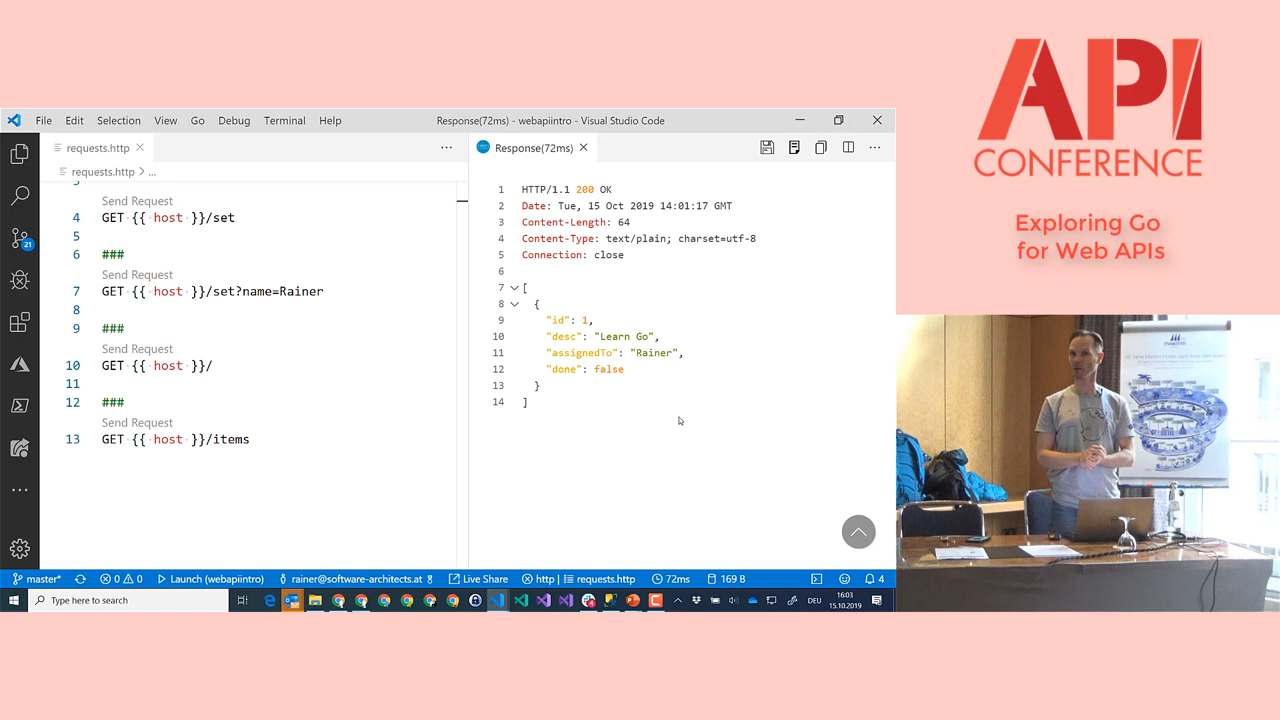 API
CONFERENCE
Exploring Go
for Web APIs
File Edit Selection View Go Debug Terminal Help
Response(72ms) - webapiintro - Visual Studio Code
requests.http
Response(72ms)
requests.http > ...
Send Request
4 GET {{ host }}/set
5
6 ###
Send Request
7 GET {{ host }}/set?name=Rainer
8
9 ###
Send Request
10 GET {{ host }}/
11
12 ###
Send Request
13 GET {{ host }}/items
1 HTTP/1.1 200 OK
2 Date: Tue, 15 Oct 2019 14:01:17 GMT
3 Content-Length: 64
4 Content-Type: text/plain; charset=utf-8
5 Connection: close
6
7 [
8 {
9 "id": 1,
10 "desc": "Learn Go",
11 "assignedTo": "Rainer",
12 "done": false
13 }
14 ]
21
master* 0 0 Launch (webapiintro) rainer@software-architects.at Live Share http | requests.http 72ms 169 B 4
Type here to search
DEU
16:03
15.10.2019